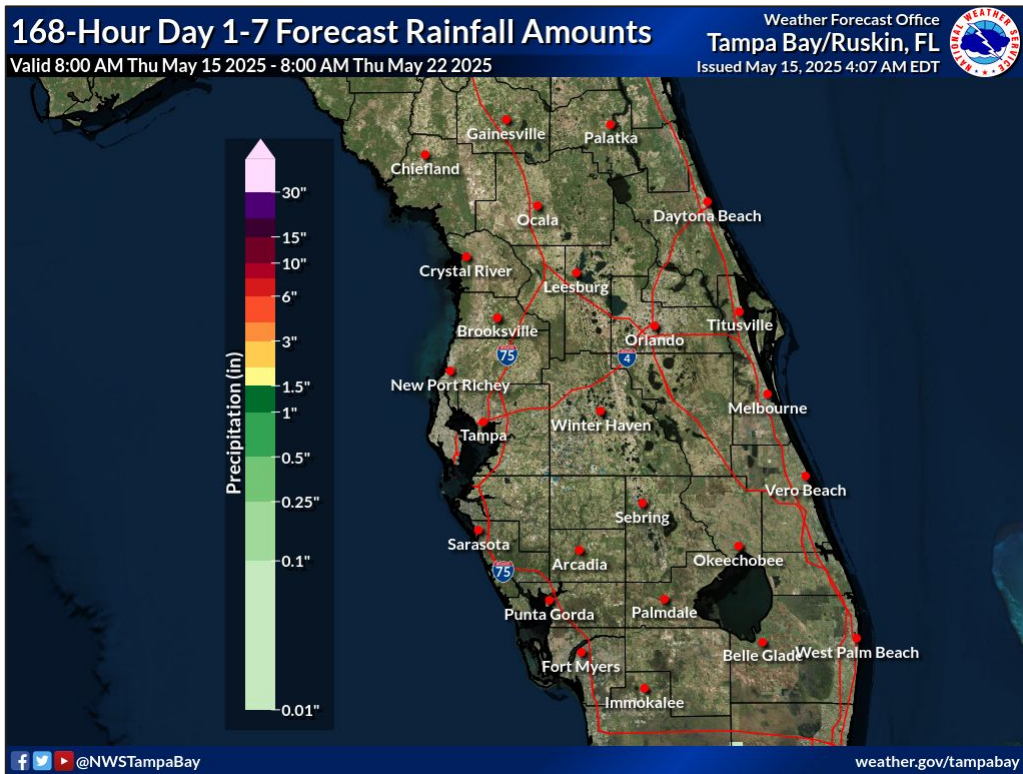 168-Hour Day 1-7 Forecast Rainfall Amounts
Valid 8:00 AM Thu May 15 2025 - 8:00 AM Thu May 22 2025
Weather Forecast Office
Tampa Bay/Ruskin, FL
Issued May 15, 2025 4:07 AM EDT
NATIONAL WEATHER SERVICE
Gainesville
Palatka
Chiefland
Ocala
Daytona Beach
Crystal River
Leesburg
Brooksville
Orlando
Titusville
75
4
New Port Richey
Melbourne
Tampa
Winter Haven
Vero Beach
Sebring
Sarasota
Arcadia
Okeechobee
75
Punta Gorda
Palmdale
Fort Myers
Belle Glade
West Palm Beach
Immokalee
Precipitation (in)
30"
15"
10"
6"
3"
1.5"
1"
0.5"
0.25"
0.1"
0.01"
@NWSTampaBay
weather.gov/tampabay